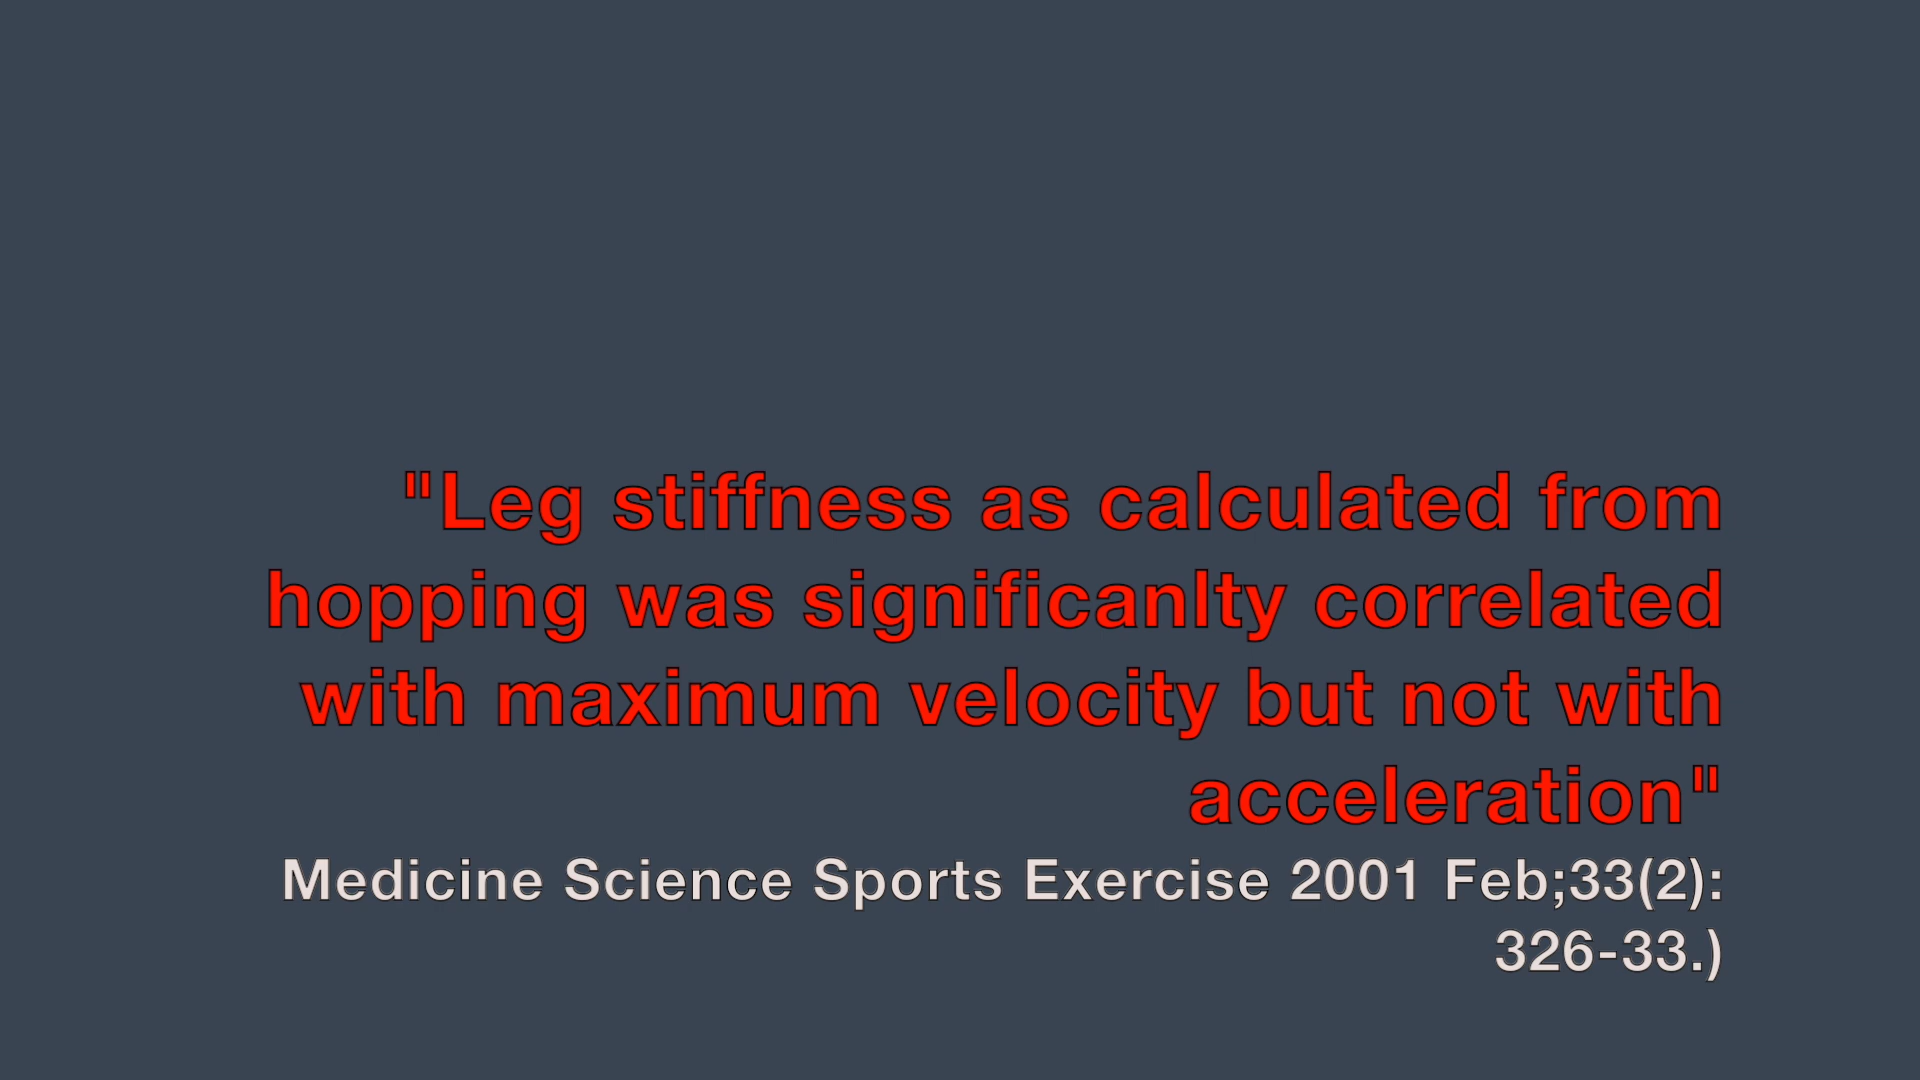 "Leg stiffness as calculated from
hopping was significanlty correlated
with maximum velocity but not with
acceleration"
Medicine Science Sports Exercise 2001 Feb;33(2):
326-33.)